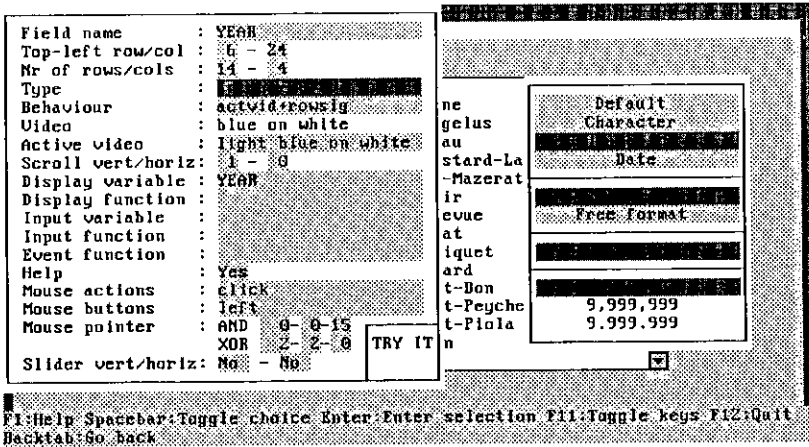 Field name : YEAR
Top-left row/col : 6 - 24
Nr of rows/cols : 14 - 4
Type :
Behaviour : actvid+rowsig
Video : blue on white
Active video : light blue on white
Scroll vert/horiz: 1 - 0
Display variable : YEAR
Display function :
Input variable :
Input function :
Event function :
Help : Yes
Mouse actions : click
Mouse buttons : left
Mouse pointer : AND 0- 0-15
XOR 2- 2- 0
Slider vert/horiz: No - No
TRY IT
ne
gelus
au
stard-La
-Mazerat
ir
evue
at
iquet
ard
t-Bon
t-Peyche
t-Piola
n
Default
Character
Date
Free format
9,999,999
9.999.999
F1:Help Spacebar:Toggle choice Enter:Enter selection F11:Toggle keys F12:Quit
Backtab:Go back